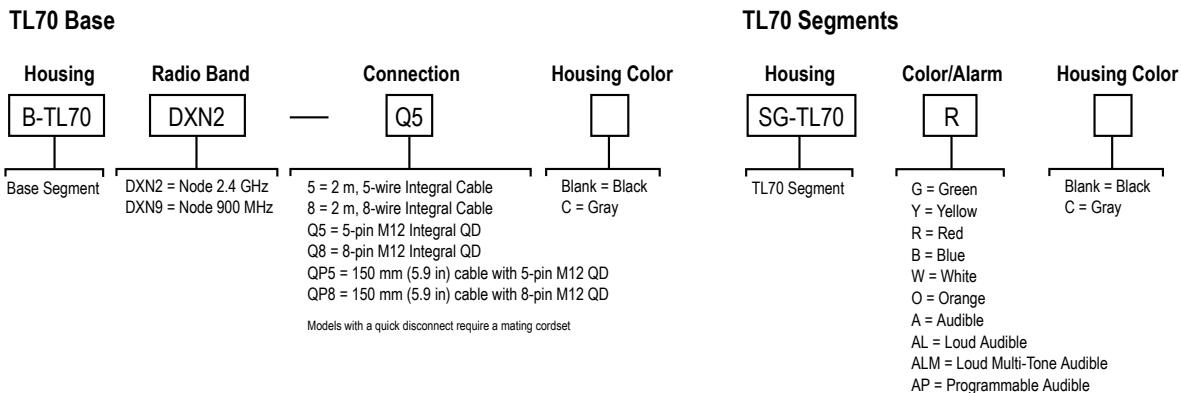 TL70 Base
Housing Radio Band Connection Housing Color
B-TL70 DXN2 — Q5
Base Segment
DXN2 = Node 2.4 GHz
DXN9 = Node 900 MHz
5 = 2 m, 5-wire Integral Cable
8 = 2 m, 8-wire Integral Cable
Q5 = 5-pin M12 Integral QD
Q8 = 8-pin M12 Integral QD
QP5 = 150 mm (5.9 in) cable with 5-pin M12 QD
QP8 = 150 mm (5.9 in) cable with 8-pin M12 QD
Models with a quick disconnect require a mating cordset
Blank = Black
C = Gray
TL70 Segments
Housing Color/Alarm Housing Color
SG-TL70 R
TL70 Segment
G = Green
Y = Yellow
R = Red
B = Blue
W = White
O = Orange
A = Audible
AL = Loud Audible
ALM = Loud Multi-Tone Audible
AP = Programmable Audible
Blank = Black
C = Gray